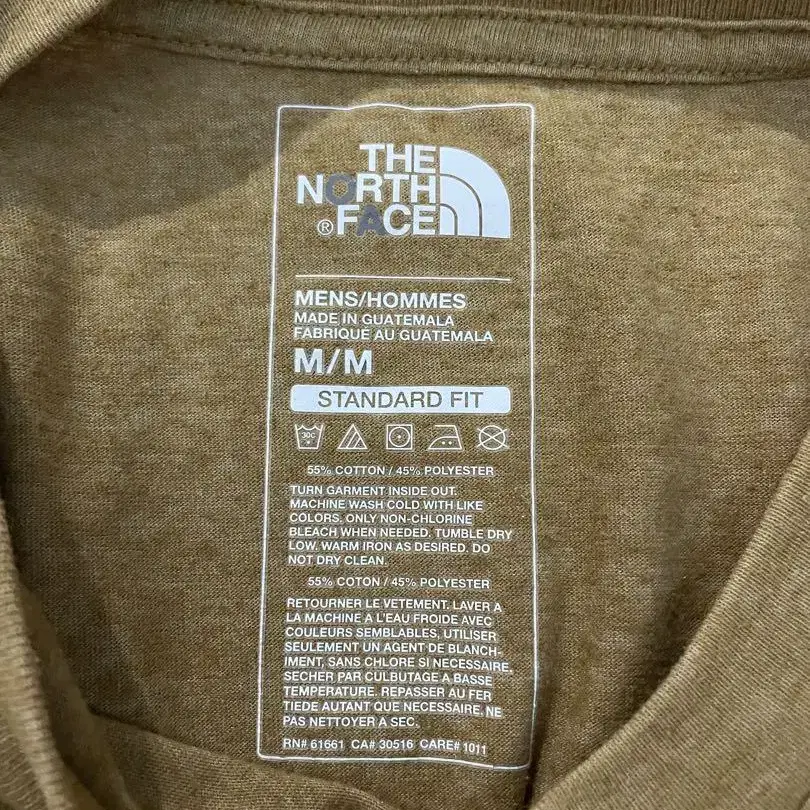 THE
NORTH
® FACE
MENS/HOMMES
MADE IN GUATEMALA
FABRIQUÉ AU GUATEMALA
M/M
STANDARD FIT
30C
55% COTTON / 45% POLYESTER
TURN GARMENT INSIDE OUT.
MACHINE WASH COLD WITH LIKE
COLORS. ONLY NON-CHLORINE
BLEACH WHEN NEEDED. TUMBLE DRY
LOW. WARM IRON AS DESIRED. DO
NOT DRY CLEAN.
55% COTON / 45% POLYESTER
RETOURNER LE VETEMENT. LAVER A
LA MACHINE A L'EAU FROIDE AVEC
COULEURS SEMBLABLES, UTILISER
SEULEMENT UN AGENT DE BLANCH-
IMENT, SANS CHLORE SI NECESSAIRE,
SECHER PAR CULBUTAGE A BASSE
TEMPERATURE. REPASSER AU FER
TIEDE AUTANT QUE NECESSAIRE. NE
PAS NETTOYER A SEC.
RN# 61661 CA# 30516 CARE# 1011